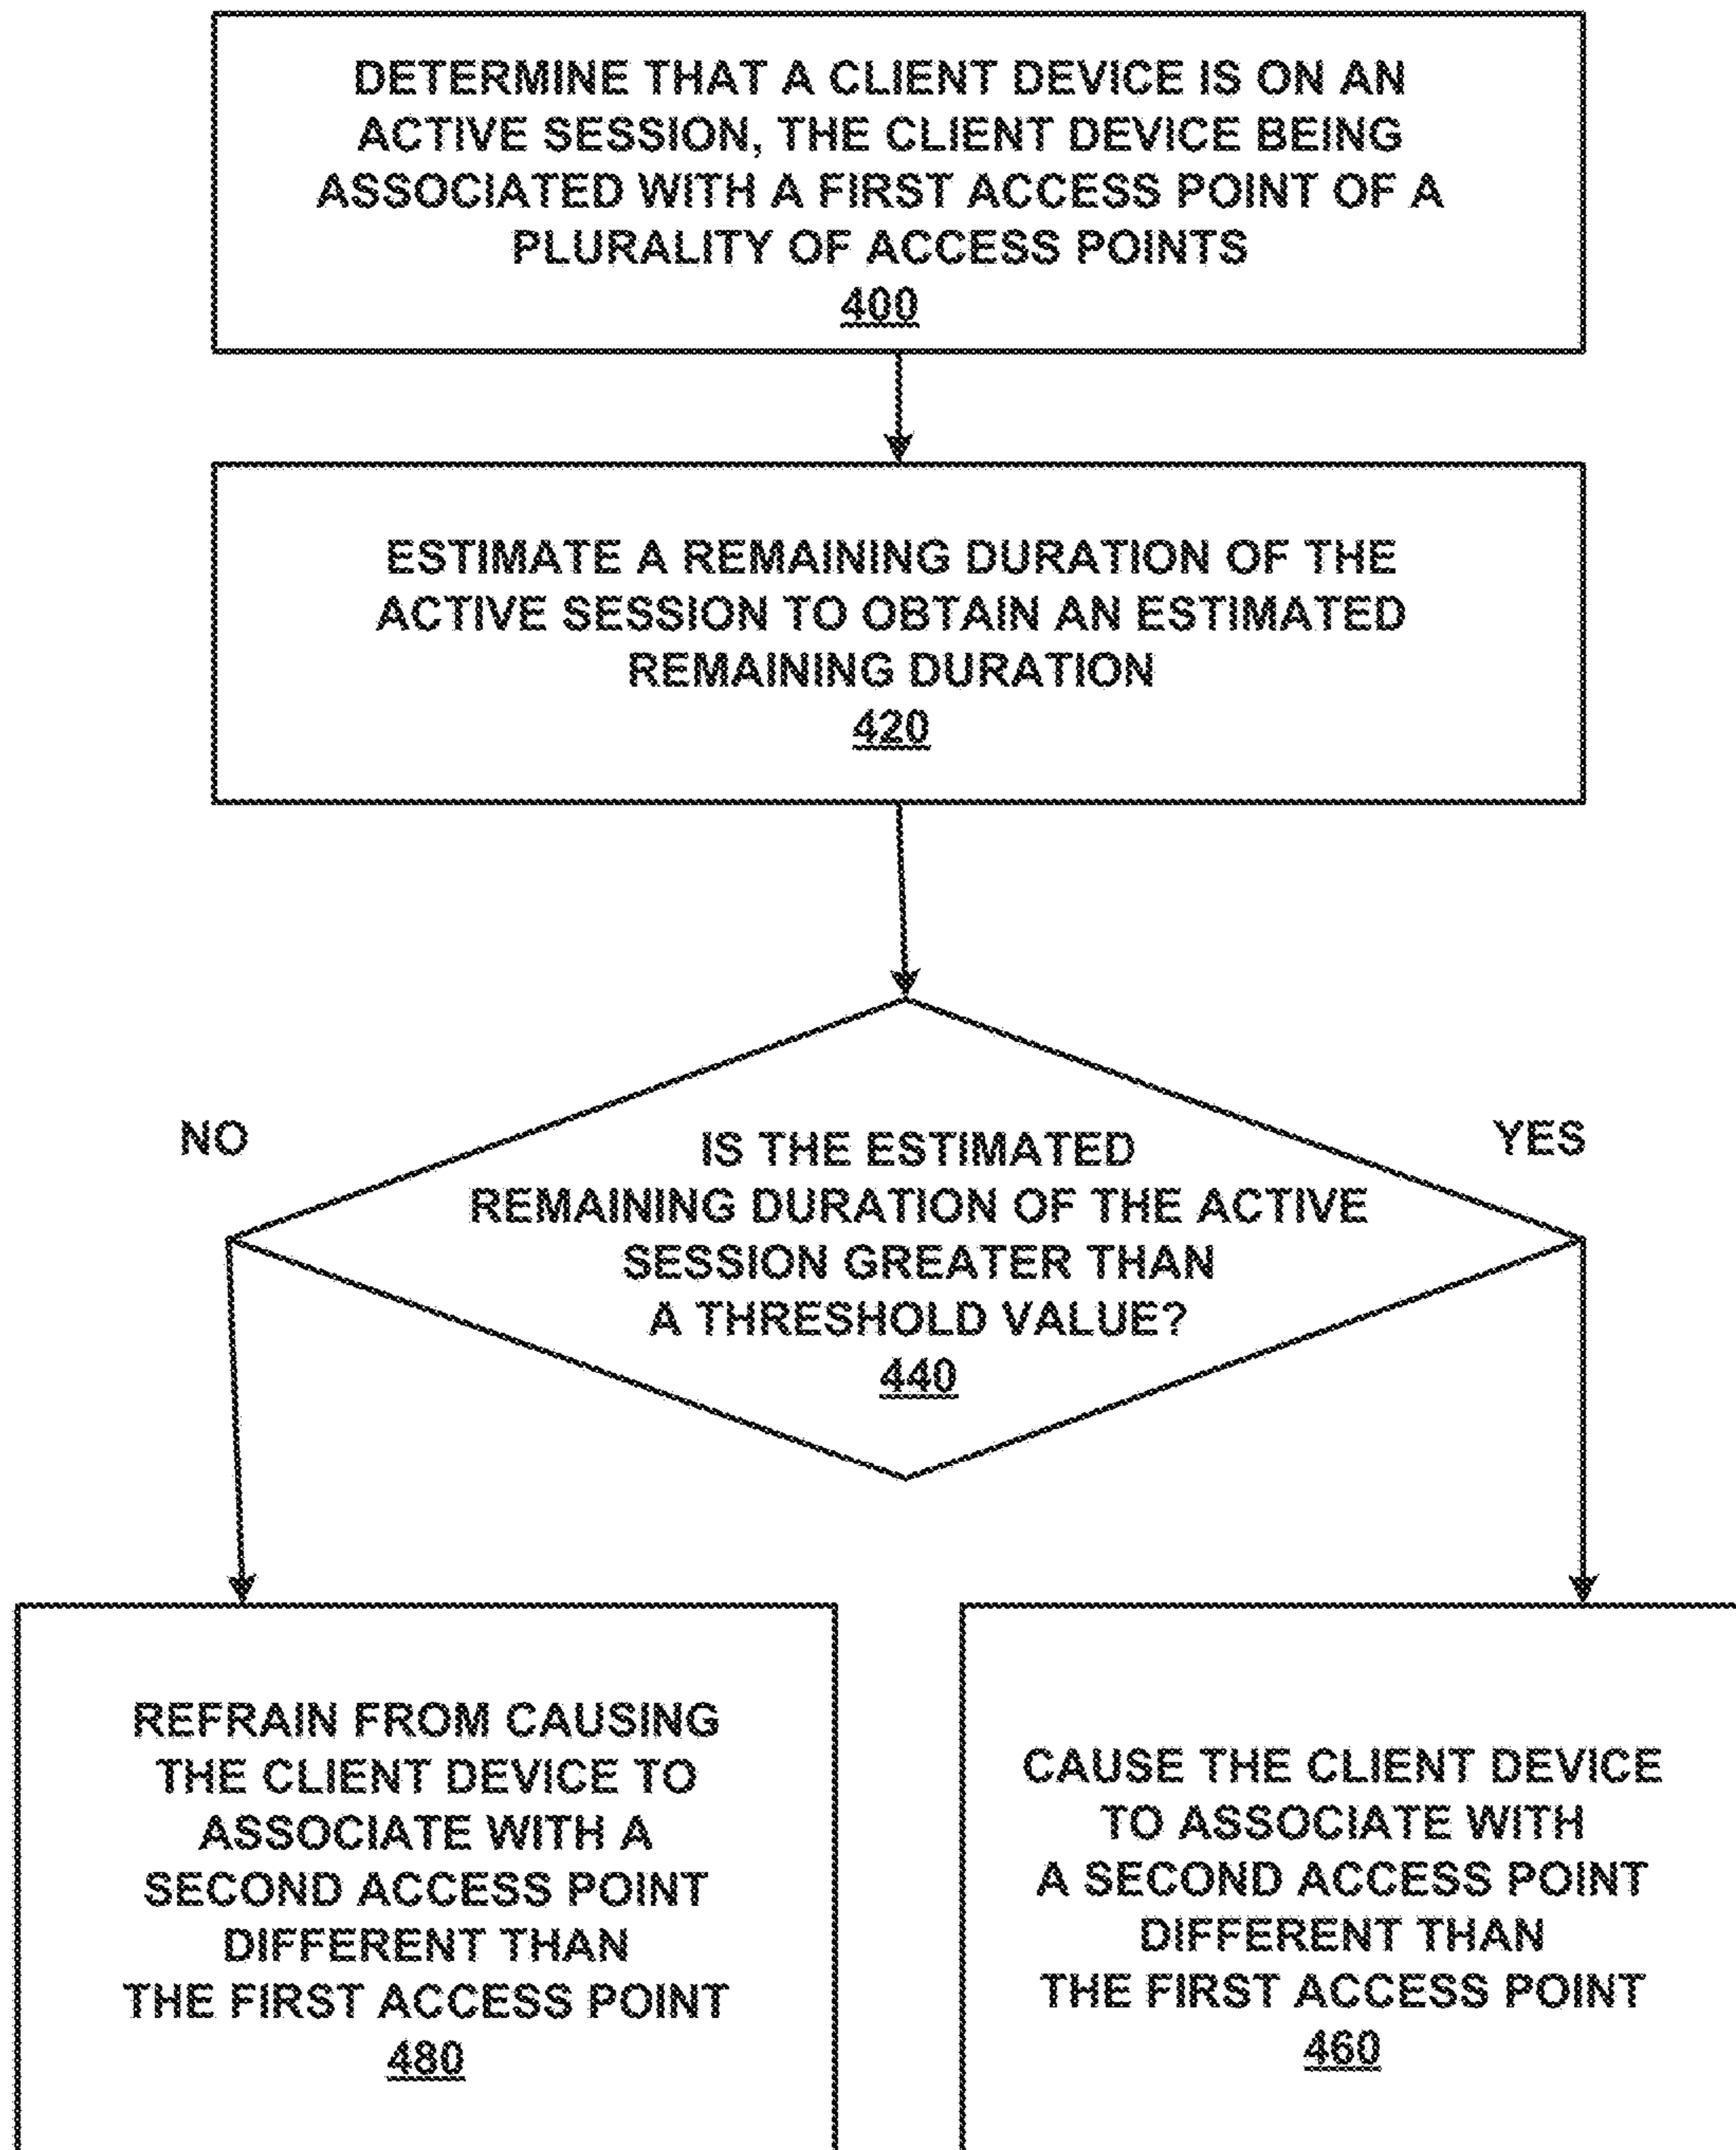 DETERMINE THAT A CLIENT DEVICE IS ON AN
ACTIVE SESSION, THE CLIENT DEVICE BEING
ASSOCIATED WITH A FIRST ACCESS POINT OF A
PLURALITY OF ACCESS POINTS
400
ESTIMATE A REMAINING DURATION OF THE
ACTIVE SESSION TO OBTAIN AN ESTIMATED
REMAINING DURATION
420
NO
YES
IS THE ESTIMATED
REMAINING DURATION OF THE ACTIVE
SESSION GREATER THAN
A THRESHOLD VALUE?
440
REFRAIN FROM CAUSING
THE CLIENT DEVICE TO
ASSOCIATE WITH A
SECOND ACCESS POINT
DIFFERENT THAN
THE FIRST ACCESS POINT
480
CAUSE THE CLIENT DEVICE
TO ASSOCIATE WITH
A SECOND ACCESS POINT
DIFFERENT THAN
THE FIRST ACCESS POINT
460